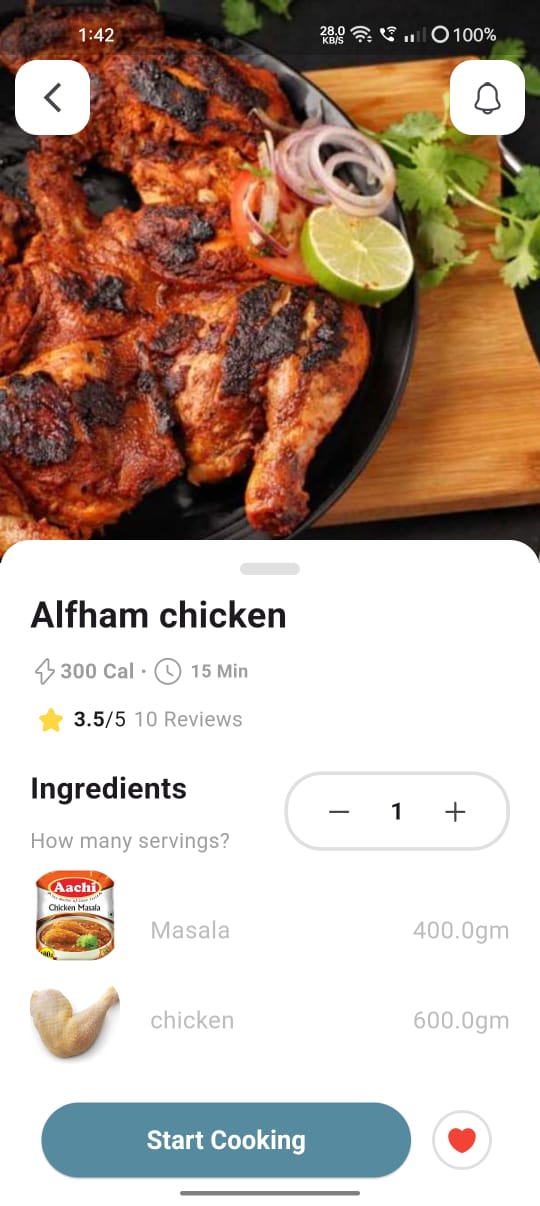 1:42
28.0 KB/S
100%
Alfham chicken
300 Cal · 15 Min
3.5/5 10 Reviews
Ingredients
1
How many servings?
Aachi
Chicken Masala
Masala
400.0gm
chicken
600.0gm
Start Cooking